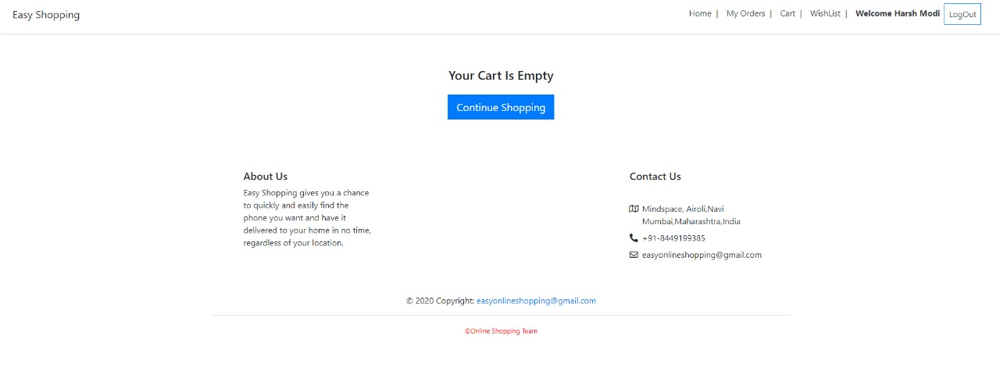 Easy Shopping
Home | My Orders | Cart | WishList | Welcome Harsh Modi LogOut
Your Cart Is Empty
Continue Shopping
About Us
Easy Shopping gives you a chance
to quickly and easily find the
phone you want and have it
delivered to your home in no time,
regardless of your location.
Contact Us
Mindspace, Airoli,Navi
Mumbai,Maharashtra,India
+91-8449199385
easyonlineshopping@gmail.com
© 2020 Copyright: easyonlineshopping@gmail.com
©Online Shopping Team